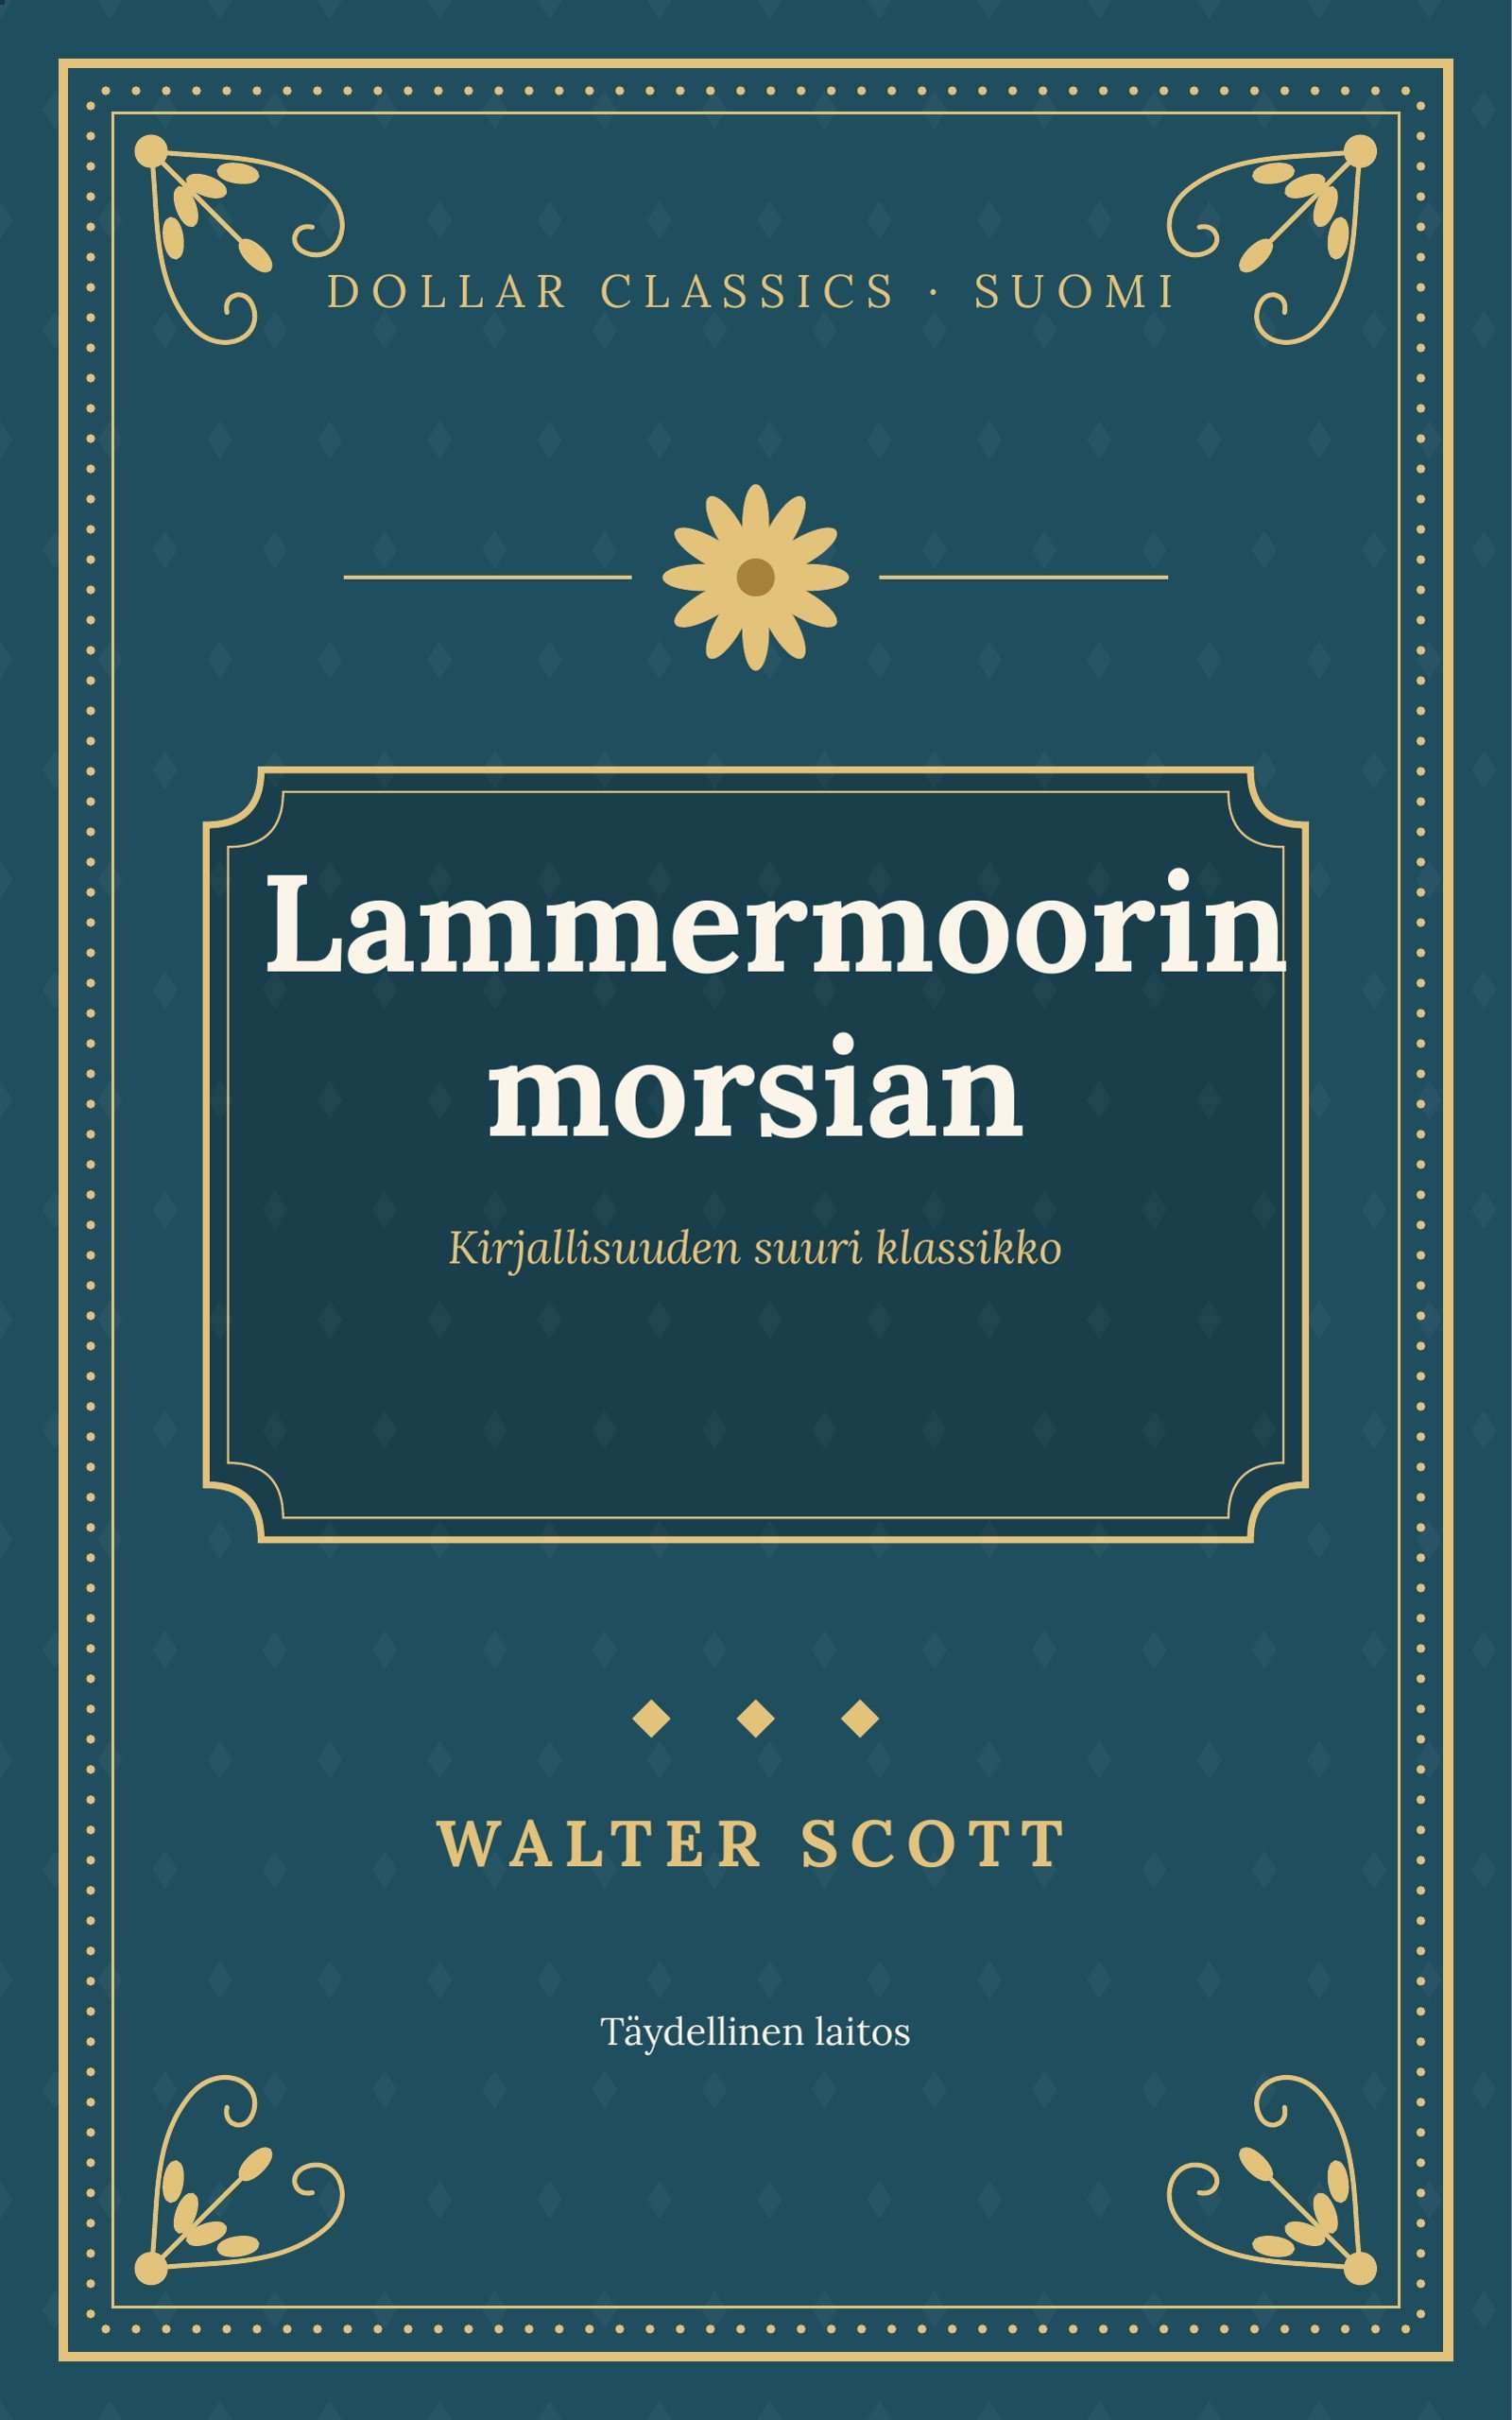 DOLLAR CLASSICS · SUOMI
Lammermoorin
morsian
Kirjallisuuden suuri klassikko
WALTER SCOTT
Täydellinen laitos